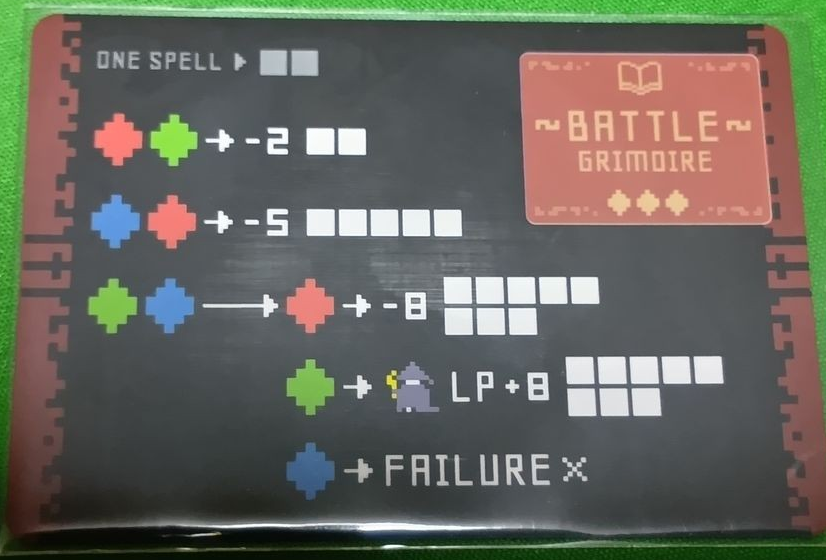 ONE SPELL
~BATTLE~
GRIMOIRE
-2
-5
-8
LP+8
FAILURE